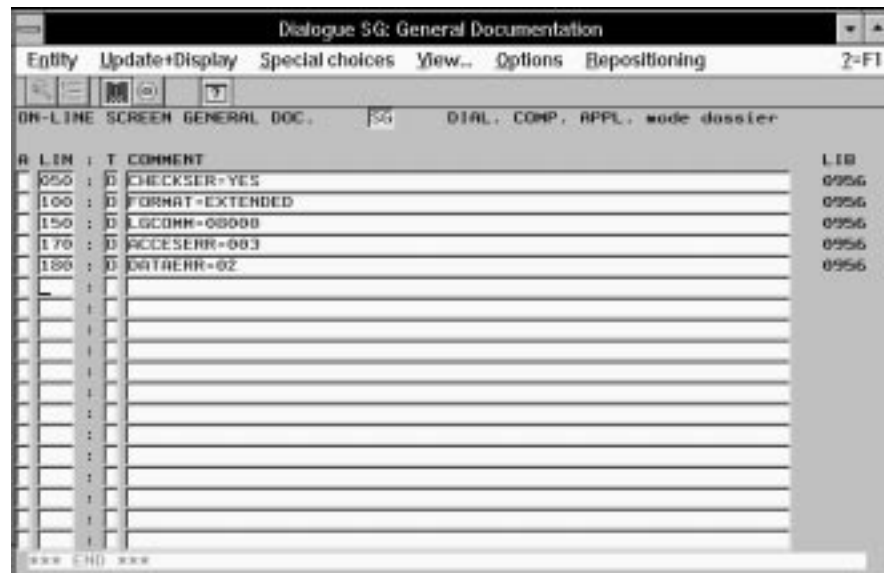 Dialogue SG: General Documentation
Entity Update+Display Special choices View... Options Repositioning ?=F1
ON-LINE SCREEN GENERAL DOC. SG DIAL. COMP. APPL. mode dossier
A LIN : T COMMENT LIB
050 : D CHECKSER=YES 0956
100 : D FORMAT=EXTENDED 0956
150 : D LGCOMM=08000 0956
170 : D ACCESERR=003 0956
180 : D DATAERR=02 0956
*** END ***